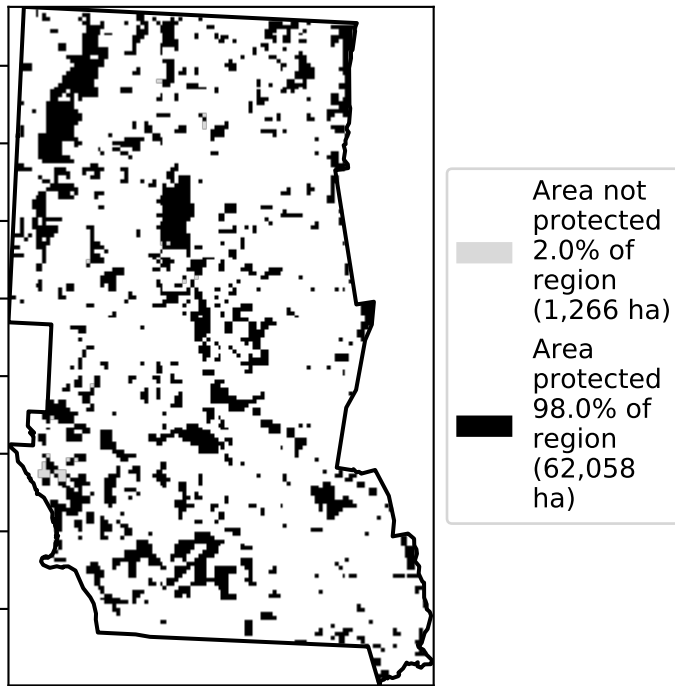 Area not
protected
2.0% of
region
(1,266 ha)
Area
protected
98.0% of
region
(62,058
ha)